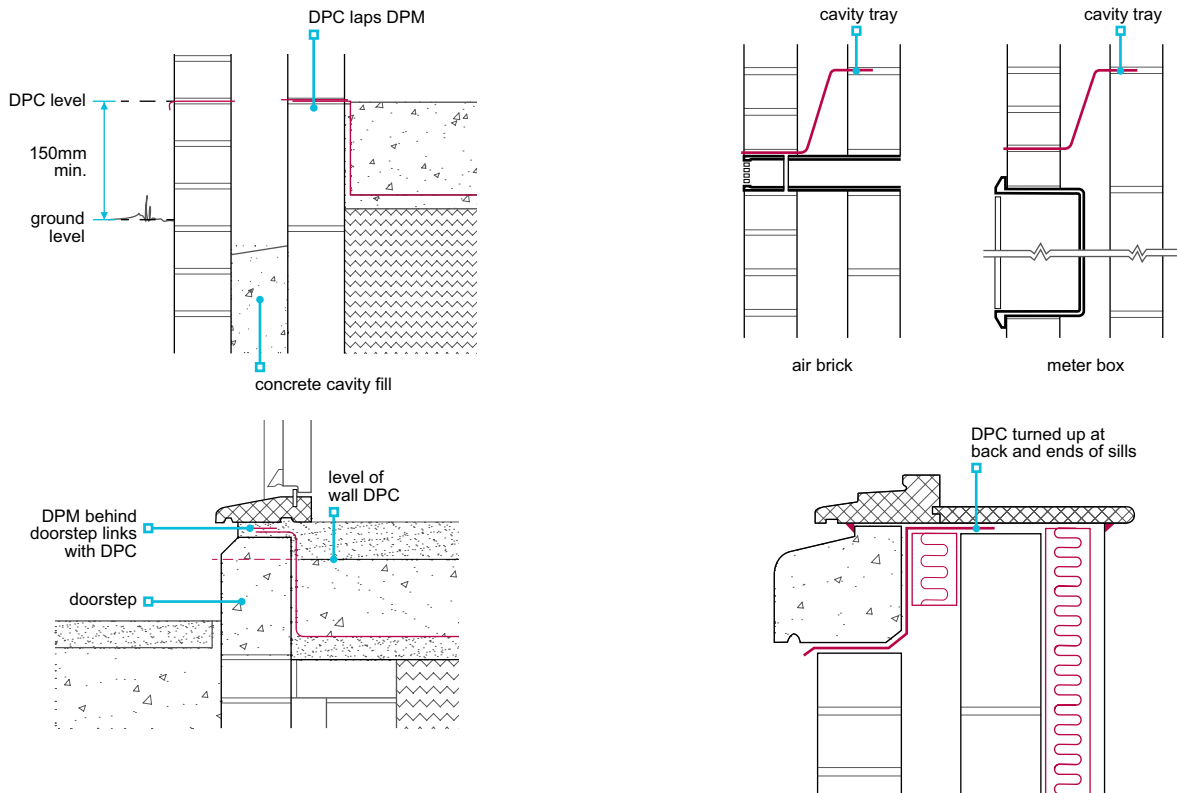 DPC laps DPM
DPC level
150mm
min.
ground
level
concrete cavity fill
cavity tray
cavity tray
air brick
meter box
level of
wall DPC
DPM behind
doorstep links
with DPC
doorstep
DPC turned up at
back and ends of sills